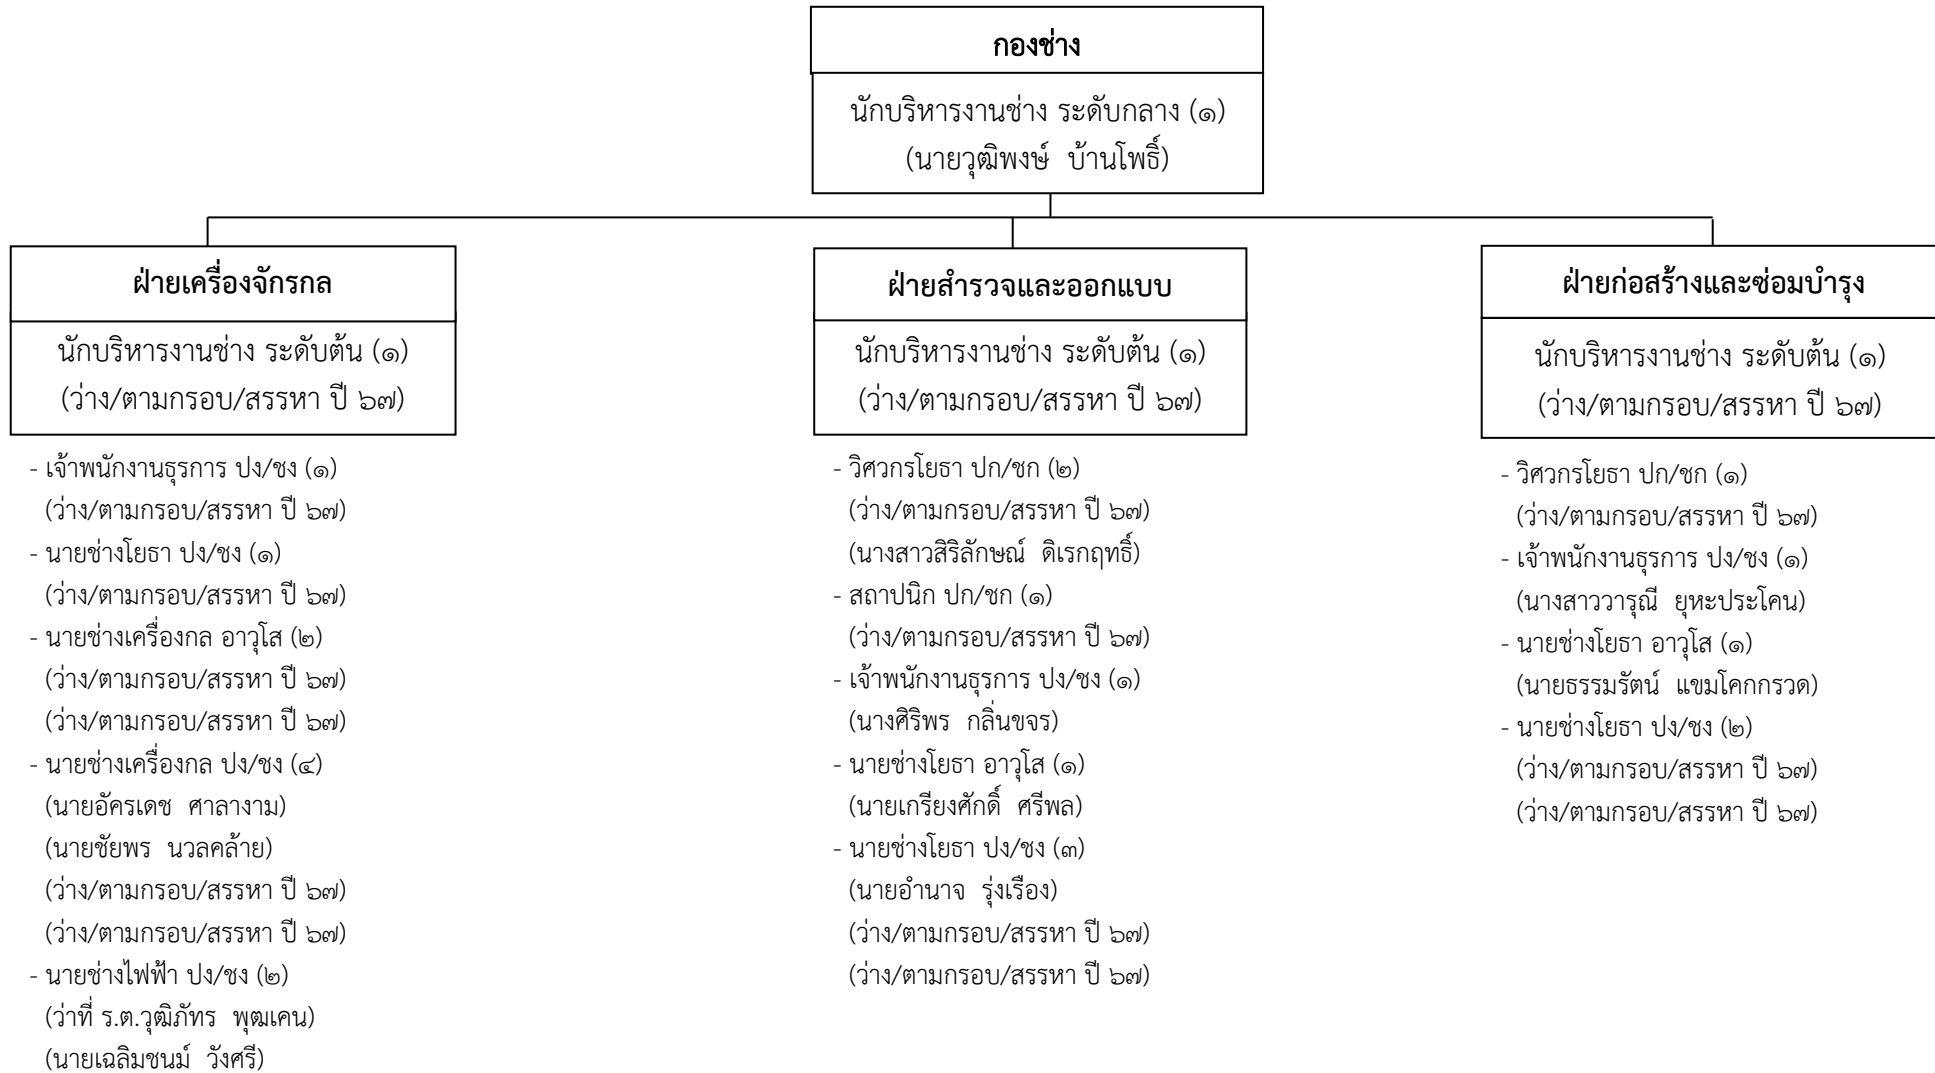 กองช่าง
นักบริหารงานช่าง ระดับกลาง (๑)
(นายวุฒิพงษ์ บ้านโพธิ์)
ฝ่ายเครื่องจักรกล
นักบริหารงานช่าง ระดับต้น (๑)
(ว่าง/ตามกรอบ/สรรหา ปี ๖๗)
- เจ้าพนักงานธุรการ ปง/ชง (๑)
(ว่าง/ตามกรอบ/สรรหา ปี ๖๗)
- นายช่างโยธา ปง/ชง (๑)
(ว่าง/ตามกรอบ/สรรหา ปี ๖๗)
- นายช่างเครื่องกล อาวุโส (๒)
(ว่าง/ตามกรอบ/สรรหา ปี ๖๗)
(ว่าง/ตามกรอบ/สรรหา ปี ๖๗)
- นายช่างเครื่องกล ปง/ชง (๔)
(นายอัครเดช ศาลางาม)
(นายชัยพร นวลคล้าย)
(ว่าง/ตามกรอบ/สรรหา ปี ๖๗)
(ว่าง/ตามกรอบ/สรรหา ปี ๖๗)
- นายช่างไฟฟ้า ปง/ชง (๒)
(ว่าที่ ร.ต.วุฒิภัทร พุฒเคน)
(นายเฉลิมชนม์ วังศรี)
ฝ่ายสำรวจและออกแบบ
นักบริหารงานช่าง ระดับต้น (๑)
(ว่าง/ตามกรอบ/สรรหา ปี ๖๗)
- วิศวกรโยธา ปก/ชก (๒)
(ว่าง/ตามกรอบ/สรรหา ปี ๖๗)
(นางสาวสิริลักษณ์ ดิเรกฤทธิ์)
- สถาปนิก ปก/ชก (๑)
(ว่าง/ตามกรอบ/สรรหา ปี ๖๗)
- เจ้าพนักงานธุรการ ปง/ชง (๑)
(นางศิริพร กลิ่นขจร)
- นายช่างโยธา อาวุโส (๑)
(นายเกรียงศักดิ์ ศรีพล)
- นายช่างโยธา ปง/ชง (๓)
(นายอำนาจ รุ่งเรือง)
(ว่าง/ตามกรอบ/สรรหา ปี ๖๗)
(ว่าง/ตามกรอบ/สรรหา ปี ๖๗)
ฝ่ายก่อสร้างและซ่อมบำรุง
นักบริหารงานช่าง ระดับต้น (๑)
(ว่าง/ตามกรอบ/สรรหา ปี ๖๗)
- วิศวกรโยธา ปก/ชก (๑)
(ว่าง/ตามกรอบ/สรรหา ปี ๖๗)
- เจ้าพนักงานธุรการ ปง/ชง (๑)
(นางสาววารุณี ยุหะประโคน)
- นายช่างโยธา อาวุโส (๑)
(นายธรรมรัตน์ แขมโคกกรวด)
- นายช่างโยธา ปง/ชง (๒)
(ว่าง/ตามกรอบ/สรรหา ปี ๖๗)
(ว่าง/ตามกรอบ/สรรหา ปี ๖๗)